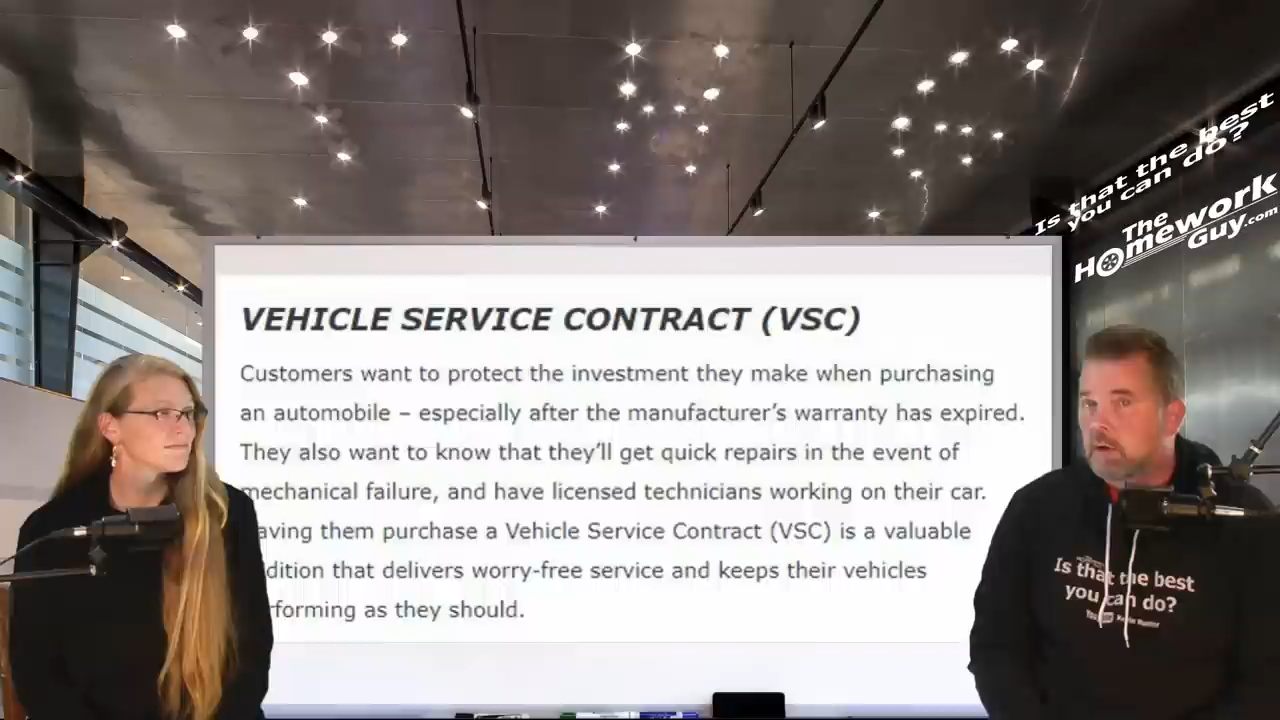 Is that the best
you can do?
The
Homework
Guy.com
VEHICLE SERVICE CONTRACT (VSC)
Customers want to protect the investment they make when purchasing
an automobile – especially after the manufacturer's warranty has expired.
They also want to know that they'll get quick repairs in the event of
mechanical failure, and have licensed technicians working on their car.
aving them purchase a Vehicle Service Contract (VSC) is a valuable
dition that delivers worry-free service and keeps their vehicles
rforming as they should.
Is that the best
you can do?